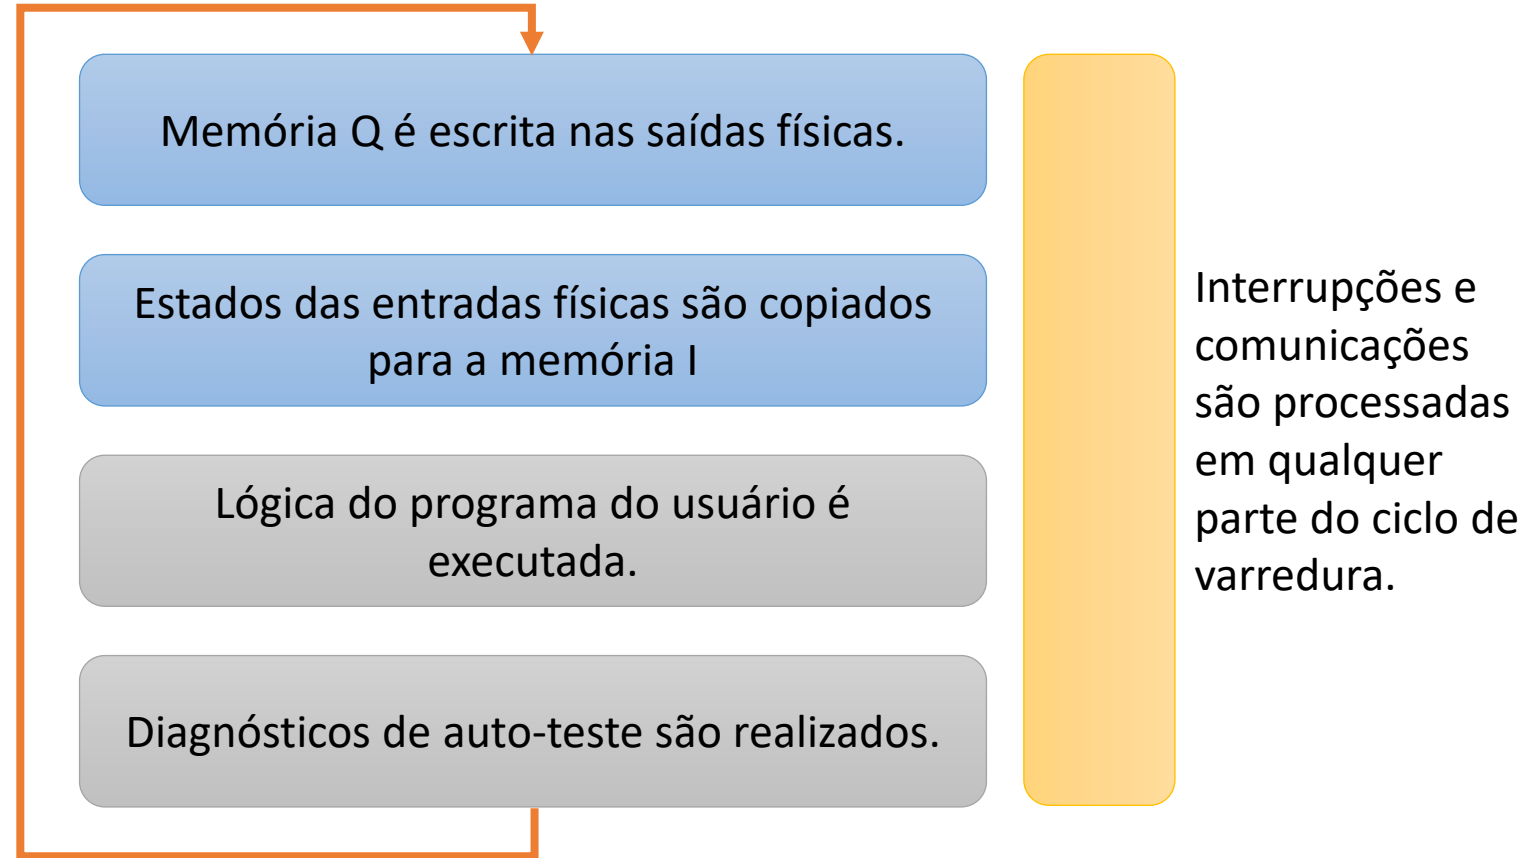 Memória Q é escrita nas saídas físicas.
Estados das entradas físicas são copiados
para a memória I
Lógica do programa do usuário é
executada.
Diagnósticos de auto-teste são realizados.
Interrupções e
comunicações
são processadas
em qualquer
parte do ciclo de
varredura.